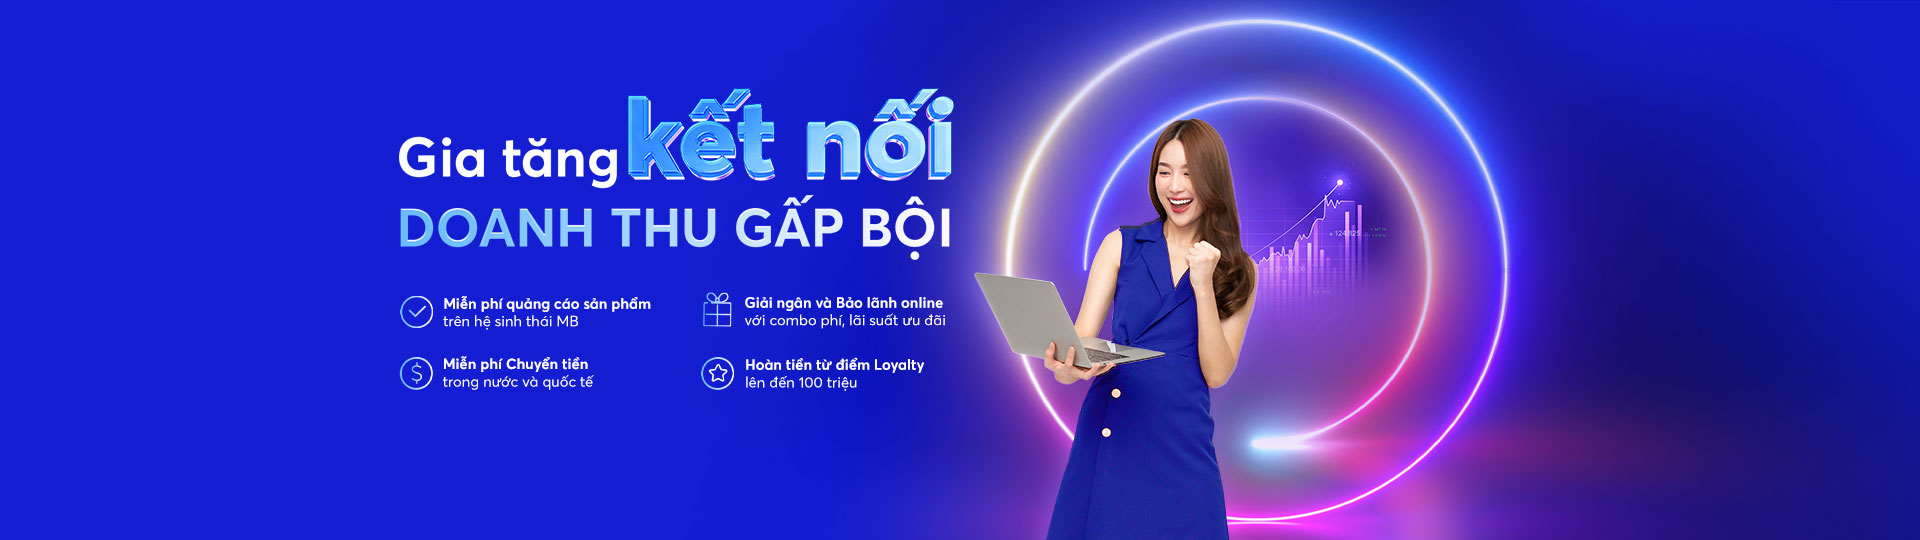 Gia tăng kết nối
DOANH THU GẤP BỘI
Miễn phí quảng cáo sản phẩm
trên hệ sinh thái MB
Giải ngân và Bảo lãnh online
với combo phí, lãi suất ưu đãi
Miễn phí Chuyển tiền
trong nước và quốc tế
Hoàn tiền từ điểm Loyalty
lên đến 100 triệu